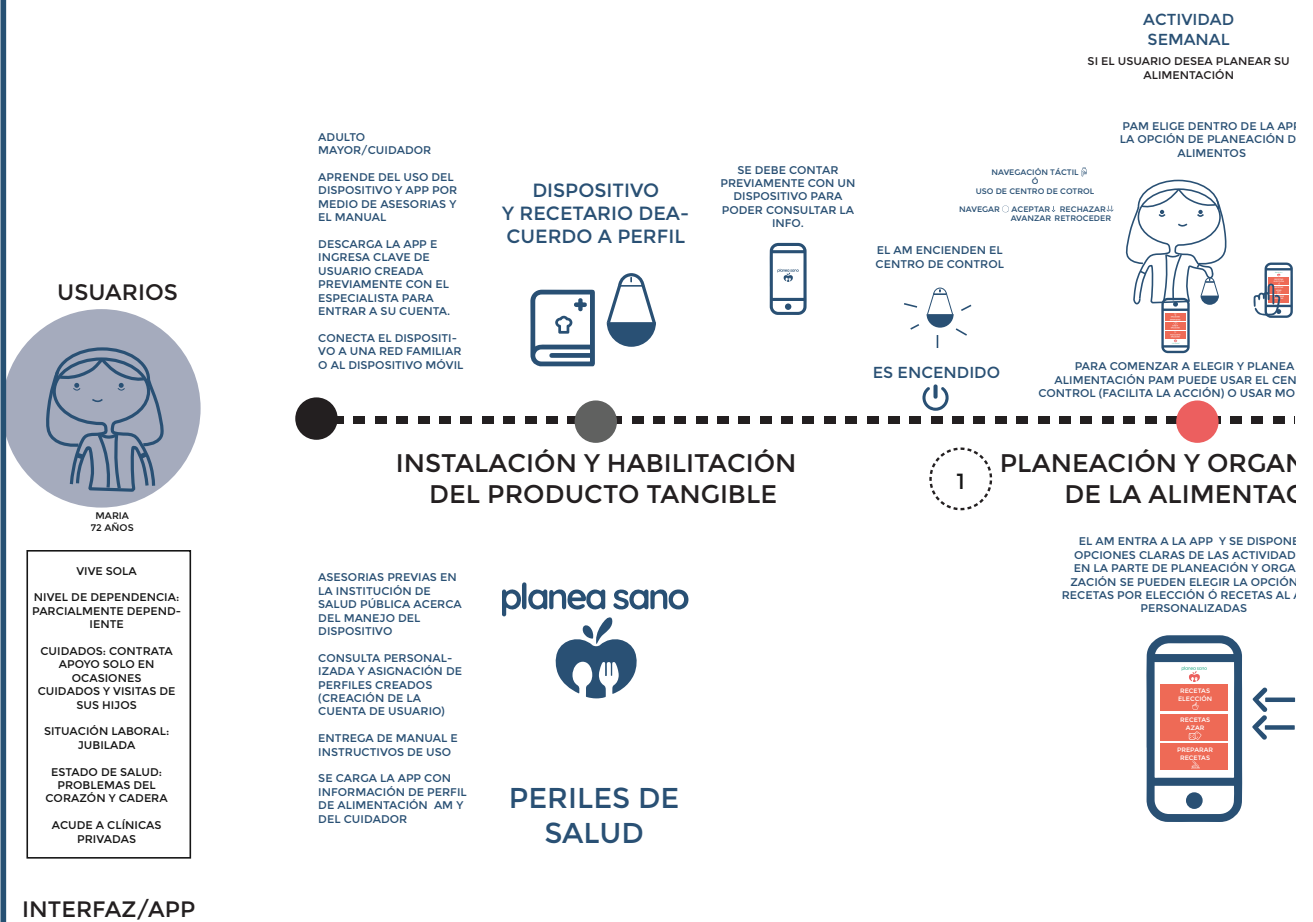 ACTIVIDAD
SEMANAL
SI EL USUARIO DESEA PLANEAR SU
ALIMENTACIÓN
ADULTO
MAYOR/CUIDADOR
APRENDE DEL USO DEL
DISPOSITIVO Y APP POR
MEDIO DE ASESORIAS Y
EL MANUAL
DESCARGA LA APP E
INGRESA CLAVE DE
USUARIO CREADA
PREVIAMENTE CON EL
ESPECIALISTA PARA
ENTRAR A SU CUENTA.
CONECTA EL DISPOSITI-
VO A UNA RED FAMILIAR
O AL DISPOSITIVO MÓVIL
DISPOSITIVO
Y RECETARIO DEA-
CUERDO A PERFIL
SE DEBE CONTAR
PREVIAMENTE CON UN
DISPOSITIVO PARA
PODER CONSULTAR LA
INFO.
planea sano
EL AM ENCIENDEN EL
CENTRO DE CONTROL
ES ENCENDIDO
NAVEGACIÓN TÁCTIL
Ó
USO DE CENTRO DE COTROL
NAVEGAR ACEPTAR↓ RECHAZAR↓↓
AVANZAR RETROCEDER
PAM ELIGE DENTRO DE LA APP
LA OPCIÓN DE PLANEACIÓN D
ALIMENTOS
PARA COMENZAR A ELEGIR Y PLANEA
ALIMENTACIÓN PAM PUEDE USAR EL CEN
CONTROL (FACILITA LA ACCIÓN) O USAR MO
USUARIOS
MARIA
72 AÑOS
VIVE SOLA
NIVEL DE DEPENDENCIA:
PARCIALMENTE DEPEND-
IENTE
CUIDADOS: CONTRATA
APOYO SOLO EN
OCASIONES
CUIDADOS Y VISITAS DE
SUS HIJOS
SITUACIÓN LABORAL:
JUBILADA
ESTADO DE SALUD:
PROBLEMAS DEL
CORAZÓN Y CADERA
ACUDE A CLÍNICAS
PRIVADAS
INTERFAZ/APP
INSTALACIÓN Y HABILITACIÓN
DEL PRODUCTO TANGIBLE
1
PLANEACIÓN Y ORGAN
DE LA ALIMENTAC
ASESORIAS PREVIAS EN
LA INSTITUCIÓN DE
SALUD PÚBLICA ACERCA
DEL MANEJO DEL
DISPOSITIVO
CONSULTA PERSONAL-
IZADA Y ASIGNACIÓN DE
PERFILES CREADOS
(CREACIÓN DE LA
CUENTA DE USUARIO)
ENTREGA DE MANUAL E
INSTRUCTIVOS DE USO
SE CARGA LA APP CON
INFORMACIÓN DE PERFIL
DE ALIMENTACIÓN AM Y
DEL CUIDADOR
planea sano
PERILES DE
SALUD
EL AM ENTRA A LA APP Y SE DISPONE
OPCIONES CLARAS DE LAS ACTIVIDAD
EN LA PARTE DE PLANEACIÓN Y ORGA
ZACIÓN SE PUEDEN ELEGIR LA OPCIÓN
RECETAS POR ELECCIÓN Ó RECETAS AL A
PERSONALIZADAS
planea sano
RECETAS
ELECCIÓN
RECETAS
AZAR
PREPARAR
RECETAS